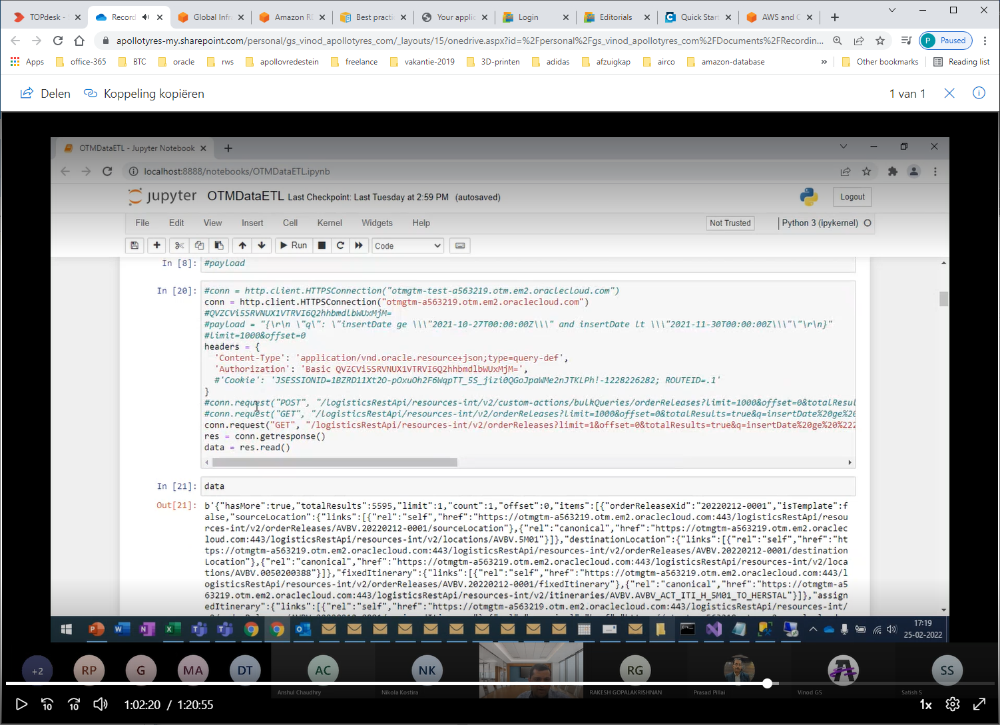 TOPdesk -
Record
Global Infr
Amazon R
Best practi
Your applic
Login
Editorials
Quick Start
AWS and C
apollotyres-my.sharepoint.com/personal/gs_vinod_apollotyres_com/_layouts/15/onedrive.aspx?id=%2Fpersonal%2Fgs_vinod_apollotyres_com%2FDocuments%2FRecordin...
P Paused
Apps office-365 BTC oracle rws apollovredestein freelance vakantie-2019 3D-printen adidas afzuigkap airco amazon-database » Other bookmarks Reading list
Delen Koppeling kopiëren 1 van 1
OTMDataETL - Jupyter Notebook
localhost:8888/notebooks/OTMDataETL.ipynb
jupyter OTMDataETL Last Checkpoint: Last Tuesday at 2:59 PM (autosaved) Logout
File Edit View Insert Cell Kernel Widgets Help Not Trusted Python 3 (ipykernel)
Run Code
In [8]: #payload
In [20]: #conn = http.client.HTTPSConnection("otmgtm-test-a563219.otm.em2.oraclecloud.com")
conn = http.client.HTTPSConnection("otmgtm-a563219.otm.em2.oraclecloud.com")
#QVZCVi5SRVNUX1VTRVI6Q2hhbmdlbWUxMjM=
#payload = "{\r\n \"q\": \"insertDate ge \\\"2021-10-27T00:00:00Z\\\" and insertDate lt \\\"2021-11-30T00:00:00Z\\\"\"\r\n}"
#limit=1000&offset=0
headers = {
'Content-Type': 'application/vnd.oracle.resource+json;type=query-def',
'Authorization': 'Basic QVZCVi5SRVNUX1VTRVI6Q2hhbmdlbWUxMjM=',
#'Cookie': 'JSESSIONID=1BZRD11Xt2O-pOxuOh2F6WqpTT_5S_jizi0QGoJpaWMe2nJTKLPh!-1228226282; ROUTEID=.1'
}
#conn.request("POST", "/logisticsRestApi/resources-int/v2/custom-actions/bulkQueries/orderReleases?limit=1000&offset=0&totalResul
#conn.request("GET", "/logisticsRestApi/resources-int/v2/orderReleases?limit=1000&offset=0&totalResults=true&q=insertDate%20ge%20
conn.request("GET", "/logisticsRestApi/resources-int/v2/orderReleases?limit=1&offset=0&totalResults=true&q=insertDate%20ge%20%222
res = conn.getresponse()
data = res.read()
In [21]: data
Out[21]: b'{"hasMore":true,"totalResults":5595,"limit":1,"count":1,"offset":0,"items":[{"orderReleaseXid":"20220212-0001","isTemplate":f
alse,"sourceLocation":{"links":[{"rel":"self","href":"https://otmgtm-a563219.otm.em2.oraclecloud.com:443/logisticsRestApi/resou
rces-int/v2/orderReleases/AVBV.20220212-0001/sourceLocation"},{"rel":"canonical","href":"https://otmgtm-a563219.otm.em2.oraclec
loud.com:443/logisticsRestApi/resources-int/v2/locations/AVBV.5M01"}]},"destinationLocation":{"links":[{"rel":"self","href":"ht
tps://otmgtm-a563219.otm.em2.oraclecloud.com:443/logisticsRestApi/resources-int/v2/orderReleases/AVBV.20220212-0001/destination
Location"},{"rel":"canonical","href":"https://otmgtm-a563219.otm.em2.oraclecloud.com:443/logisticsRestApi/resources-int/v2/loca
tions/AVBV.0050200388"}]},"fixedItinerary":{"links":[{"rel":"self","href":"https://otmgtm-a563219.otm.em2.oraclecloud.com:443/l
ogisticsRestApi/resources-int/v2/orderReleases/AVBV.20220212-0001/fixedItinerary"},{"rel":"canonical","href":"https://otmgtm-a5
63219.otm.em2.oraclecloud.com:443/logisticsRestApi/resources-int/v2/itineraries/AVBV.AVBV_ACT_ITI_H_5M01_TO_HERSTAL"}]},"assign
edItinerary":{"links":[{"rel":"self","href":"https://otmgtm-a563219.otm.em2.oraclecloud.com:443/logisticsRestApi/resources-int/
17:19
25-02-2022
+2 RP G MA DT AC NK RG SS
Anshul Chaudhry Nikola Kostira RAKESH GOPALAKRISHNAN Prasad Pillai Vinod GS Satish S
10 10 1:02:20 / 1:20:55 1x